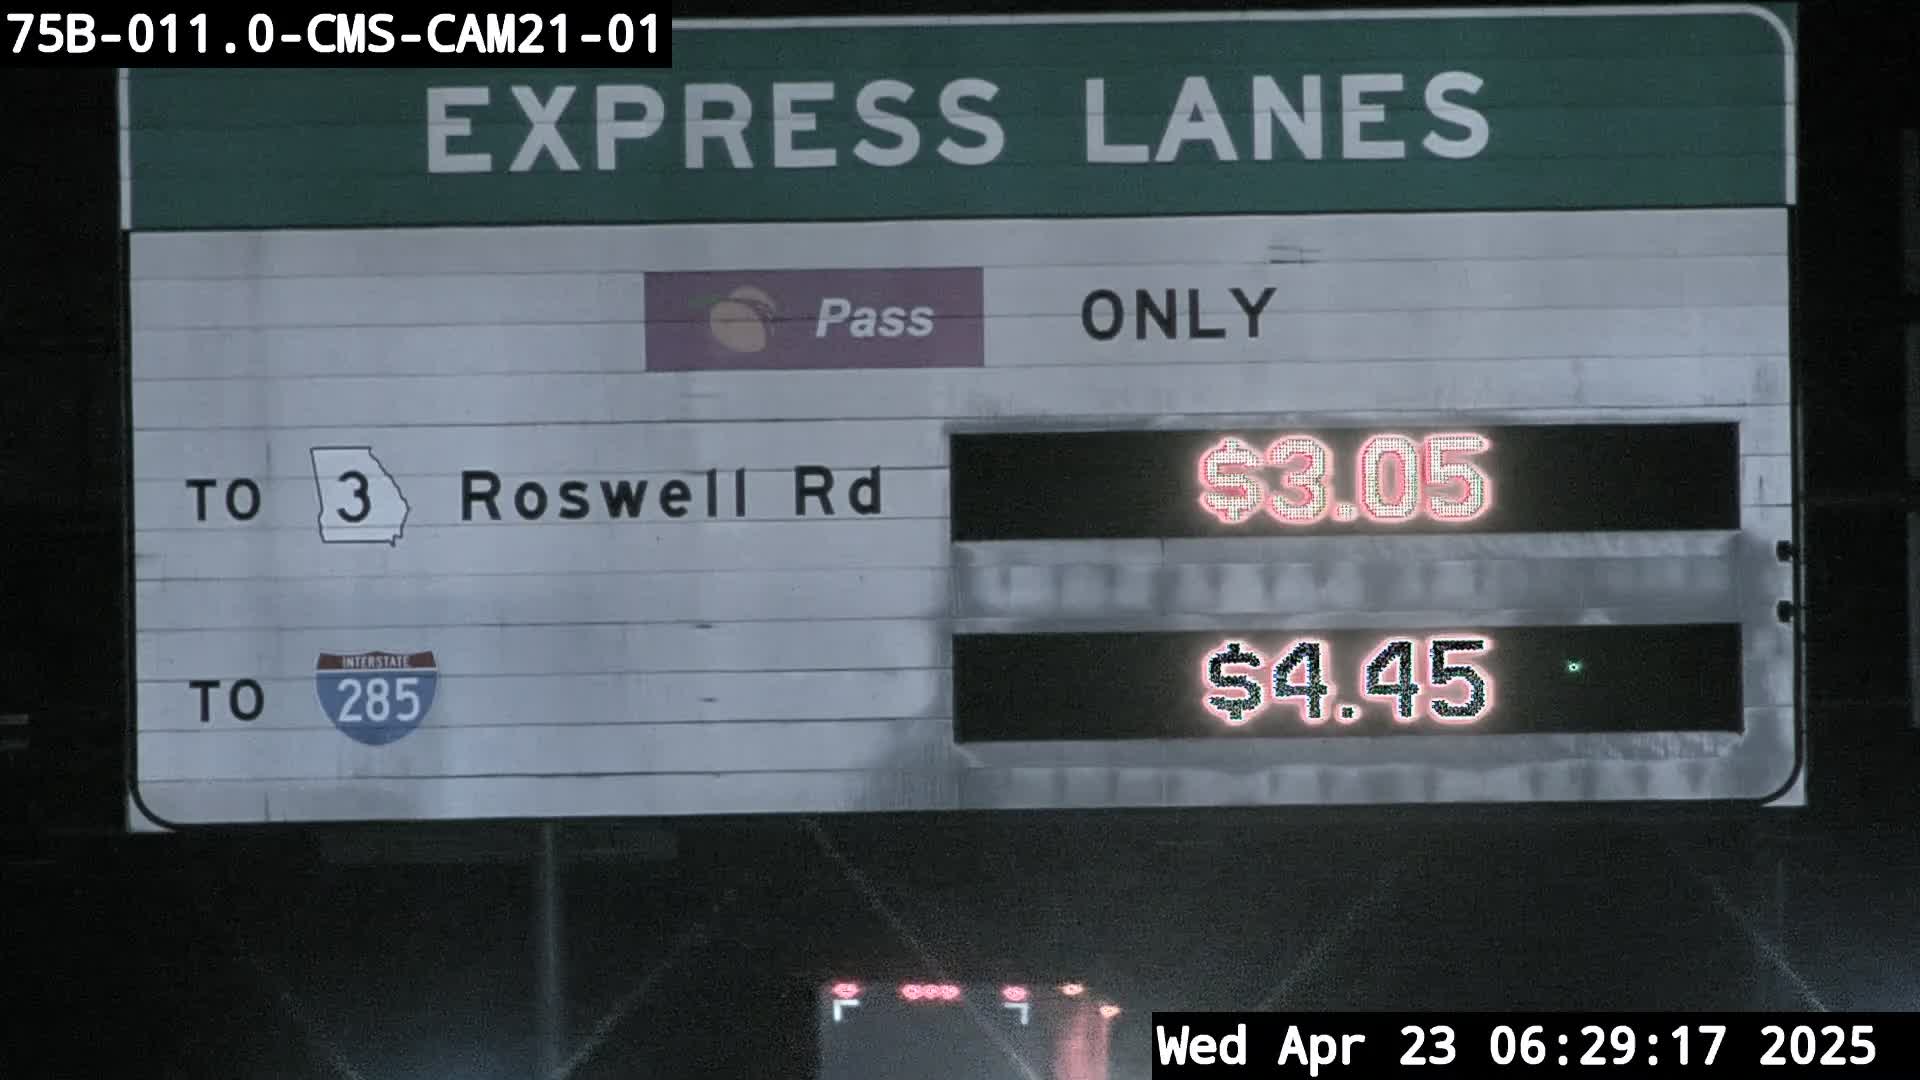 75B-011.0-CMS-CAM21-01
EXPRESS LANES
Pass ONLY
TO 3 Roswell Rd $3.05
INTERSTATE
TO 285 $4.45
Wed Apr 23 06:29:17 2025